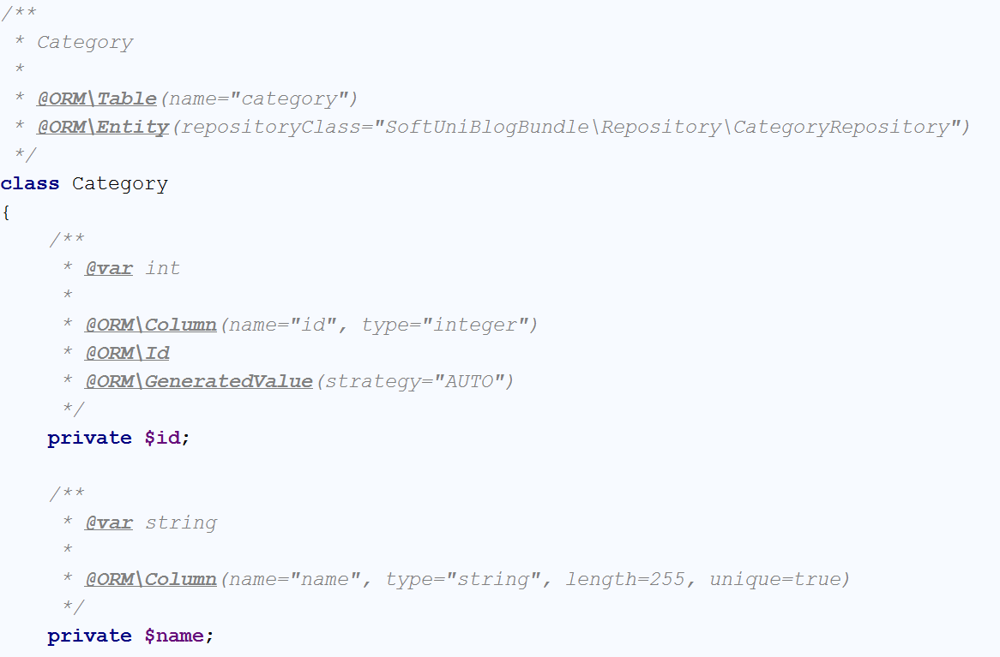 /**
 * Category
 *
 * @ORM\Table(name="category")
 * @ORM\Entity(repositoryClass="SoftUniBlogBundle\Repository\CategoryRepository")
 */
class Category
{
    /**
     * @var int
     *
     * @ORM\Column(name="id", type="integer")
     * @ORM\Id
     * @ORM\GeneratedValue(strategy="AUTO")
     */
    private $id;

    /**
     * @var string
     *
     * @ORM\Column(name="name", type="string", length=255, unique=true)
     */
    private $name;